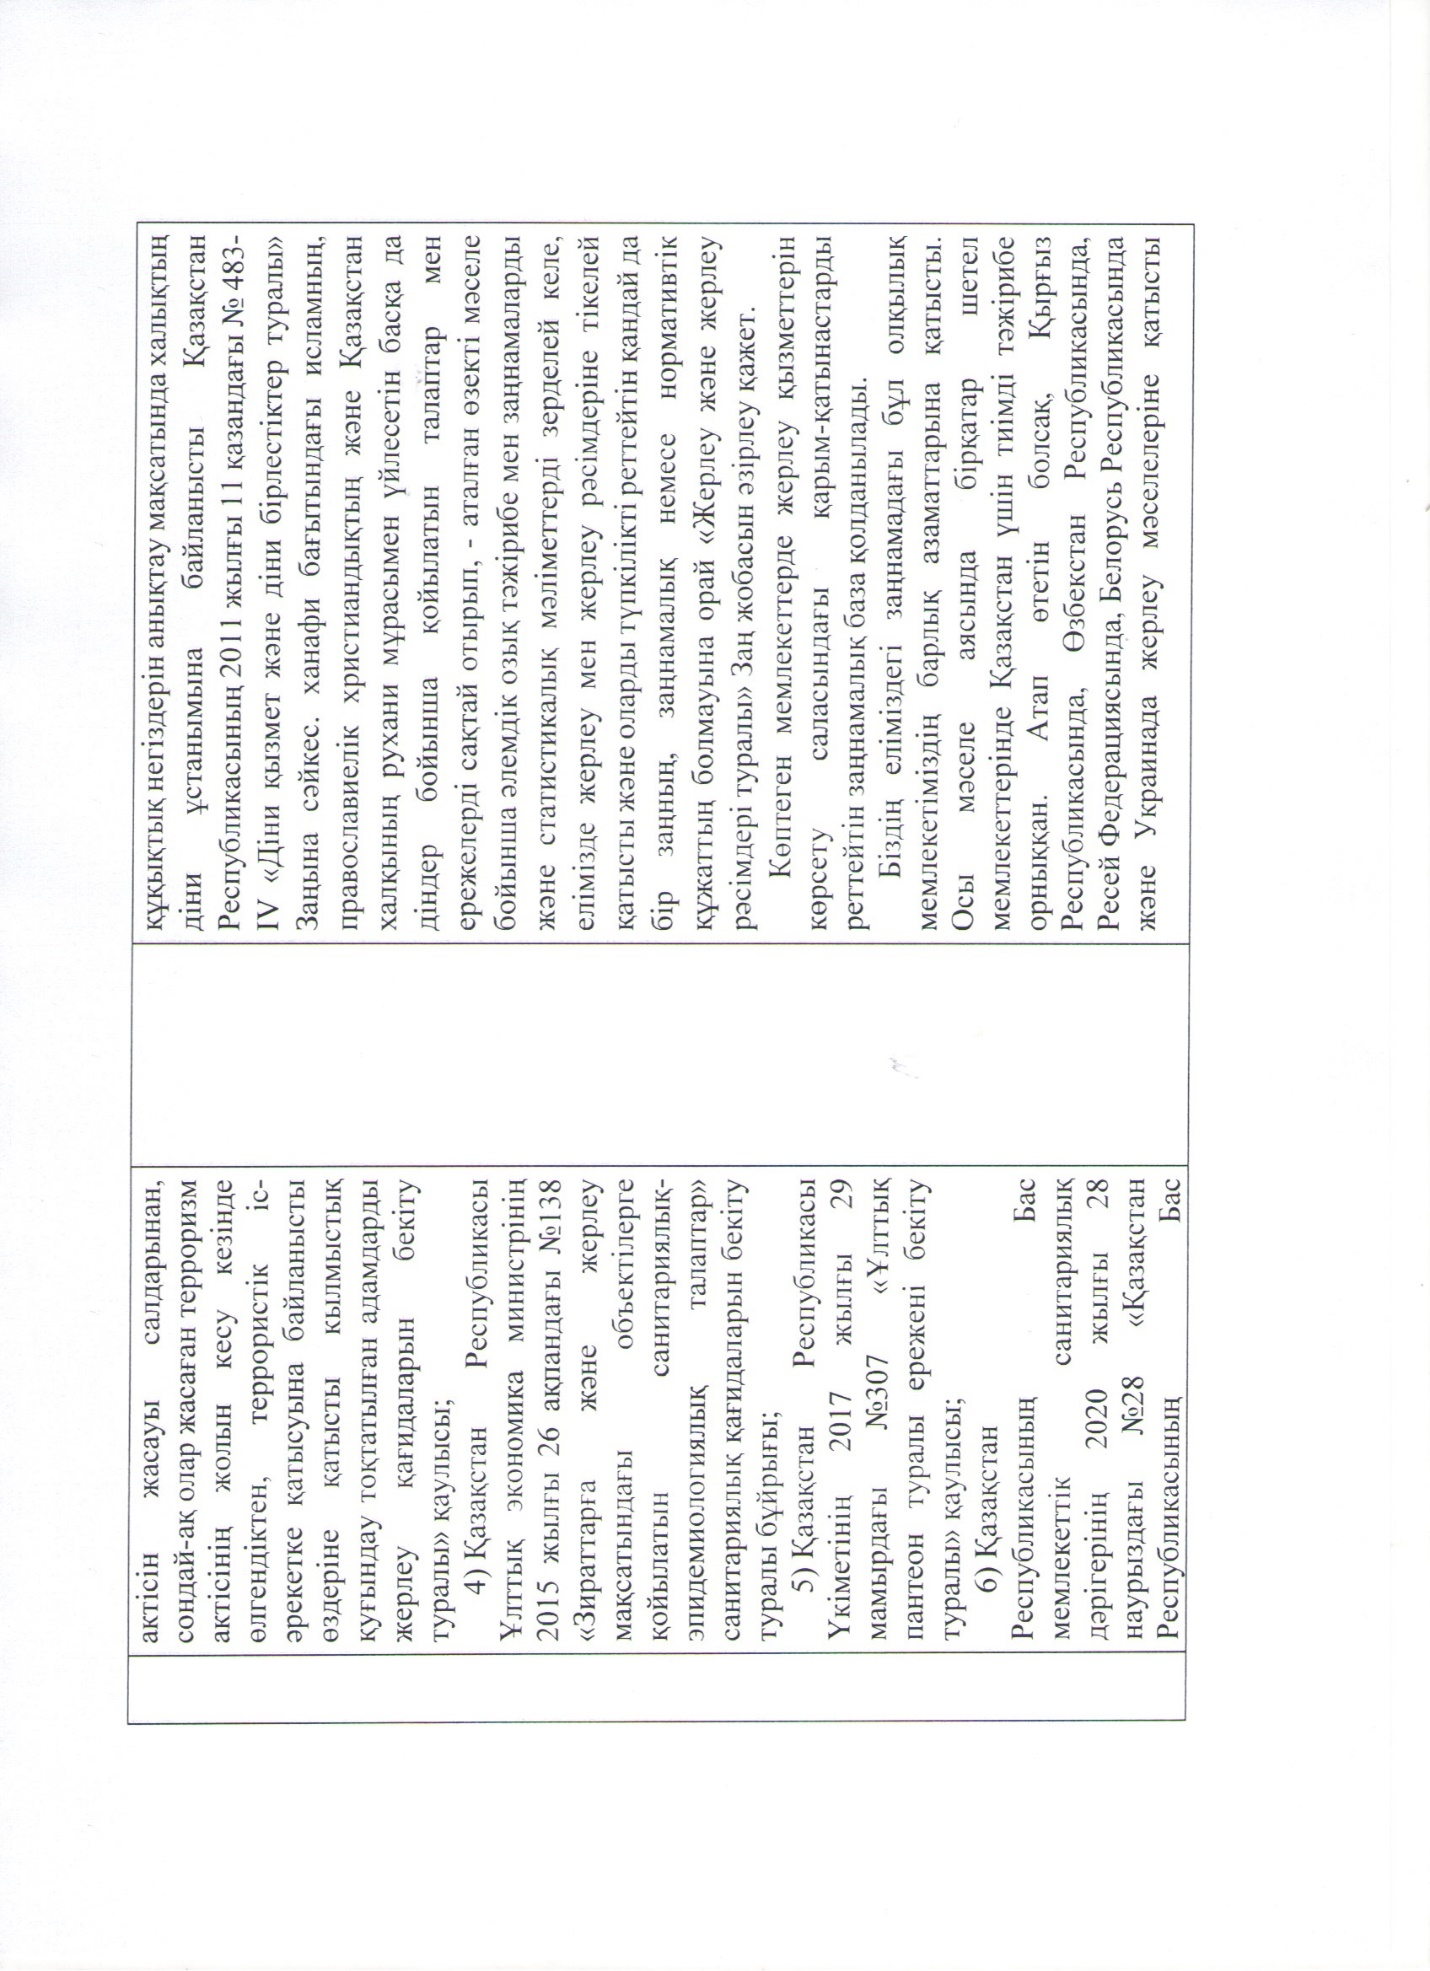 актісін жасауы салдарынан,
сондай-ақ олар жасаған терроризм
актісінің жолын кесу кезінде
өлгендіктен, террористік іс-
әрекетке қатысуына байланысты
өздеріне қатысты қылмыстық
қуғындау тоқтатылған адамдарды
жерлеу қағидаларын бекіту
туралы» қаулысы;
4) Қазақстан Республикасы
Ұлттық экономика министрінің
2015 жылғы 26 ақпандағы №138
«Зираттарға және жерлеу
мақсатындағы объектілерге
қойылатын санитариялық-
эпидемиологиялық талаптар»
санитариялық қағидаларын бекіту
туралы бұйрығы;
5) Қазақстан Республикасы
Үкіметінің 2017 жылғы 29
мамырдағы №307 «Ұлттық
пантеон туралы ережені бекіту
туралы» қаулысы;
6) Қазақстан
Республикасының Бас
мемлекеттік санитариялық
дәрігерінің 2020 жылғы 28
наурыздағы №28 «Қазақстан
Республикасының Бас
құқықтық негіздерін анықтау мақсатында халықтың
діни ұстанымына байланысты Қазақстан
Республикасының 2011 жылғы 11 қазандағы № 483-
IV «Діни қызмет және діни бірлестіктер туралы»
Заңына сәйкес. ханафи бағытындағы исламның,
православиелік христиандықтың және Қазақстан
халқының рухани мұрасымен үйлесетін басқа да
діндер бойынша қойылатын талаптар мен
ережелерді сақтай отырып, - аталған өзекті мәселе
бойынша әлемдік озық тәжірибе мен заңнамаларды
және статистикалық мәліметтерді зерделей келе,
елімізде жерлеу мен жерлеу рәсімдеріне тікелей
қатысты және оларды түпкілікті реттейтін қандай да
бір заңның, заңнамалық немесе нормативтік
құжаттың болмауына орай «Жерлеу және жерлеу
рәсімдері туралы» Заң жобасын әзірлеу қажет.
Көптеген мемлекеттерде жерлеу қызметтерін
көрсету саласындағы қарым-қатынастарды
реттейтін заңнамалық база қолданылады.
Біздің еліміздегі заңнамадағы бұл олқылық
мемлекетіміздің барлық азаматтарына қатысты.
Осы мәселе аясында бірқатар шетел
мемлекеттерінде Қазақстан үшін тиімді тәжірибе
орныққан. Атап өтетін болсақ, Қырғыз
Республикасында, Өзбекстан Республикасында,
Ресей Федерациясында, Белорусь Республикасында
және Украинада жерлеу мәселелеріне қатысты